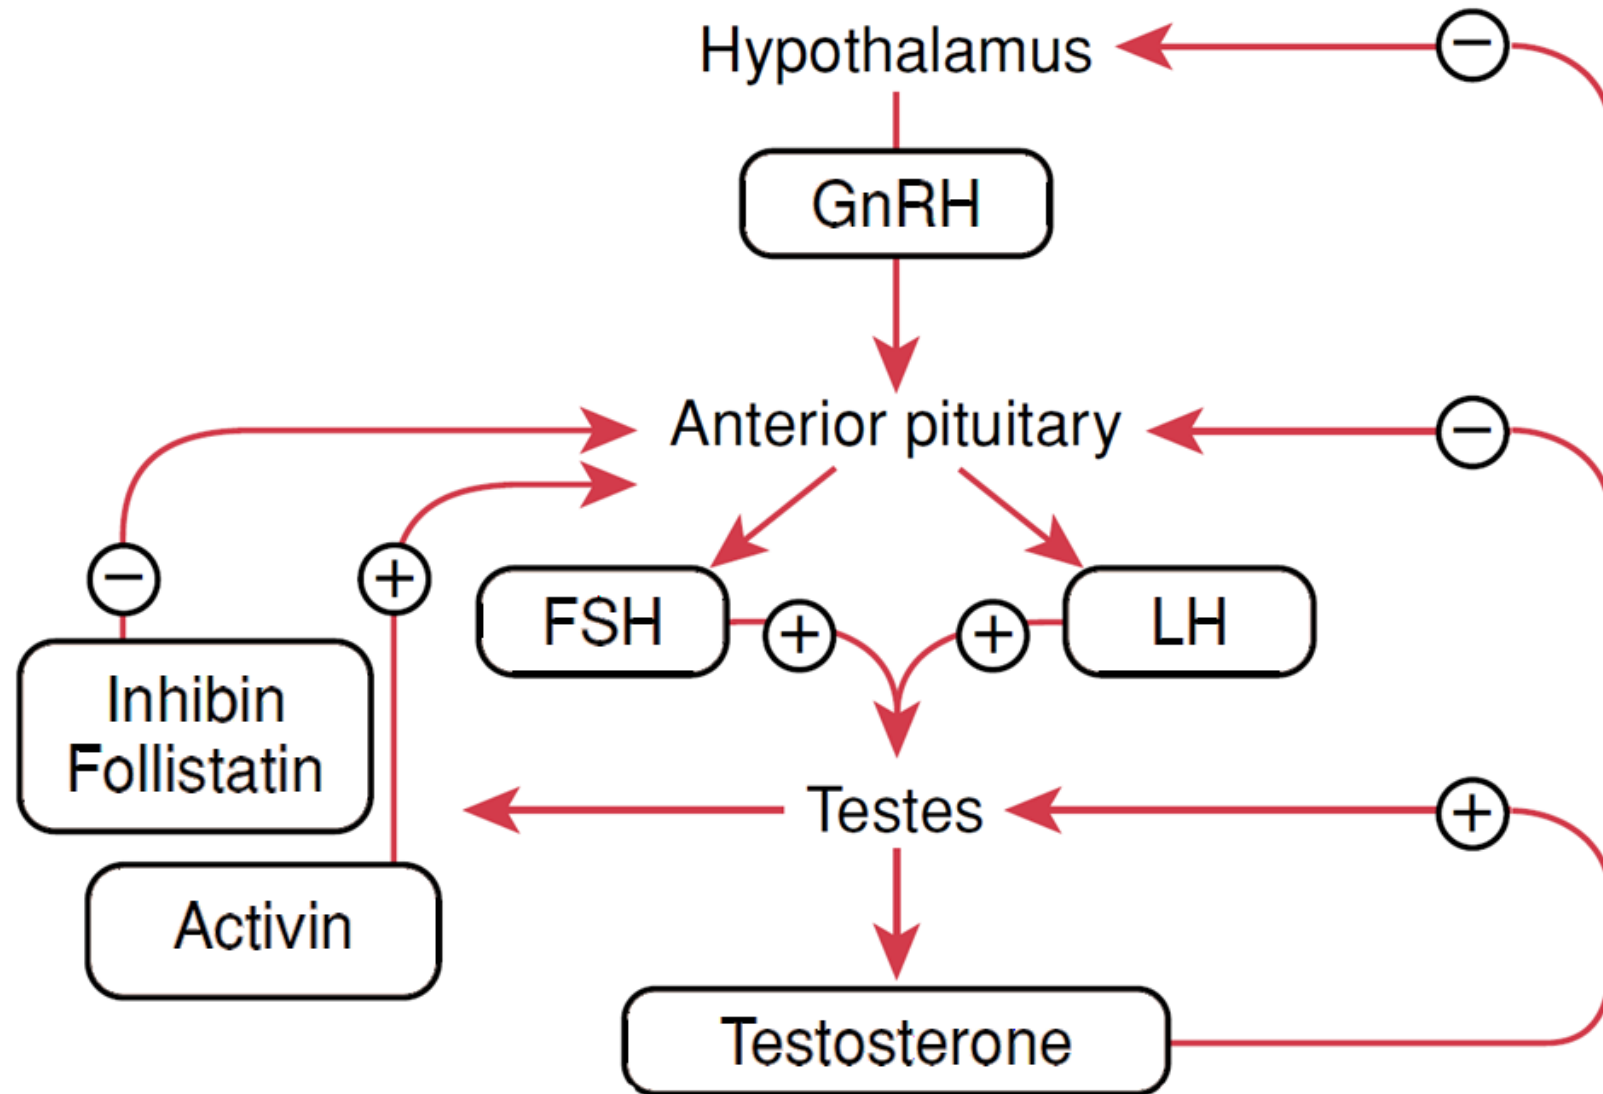 Hypothalamus
−
GnRH
Anterior pituitary
−
−
+
FSH
+
+
LH
Inhibin
Follistatin
Testes
+
Activin
Testosterone